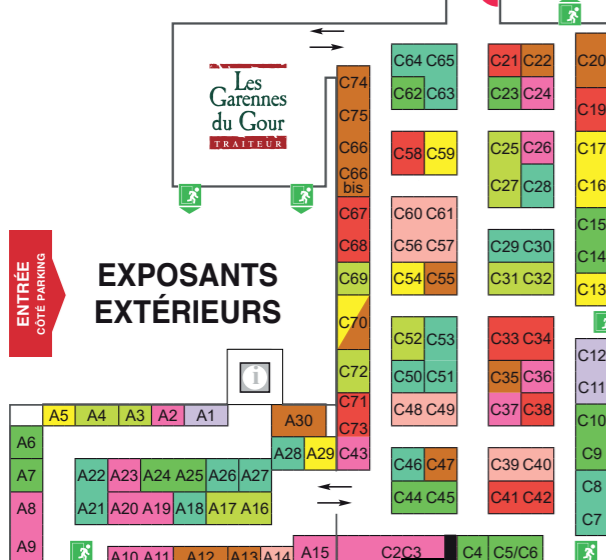 Les
Garennes
du Gour
TRAITEUR
ENTRÉE
CÔTÉ PARKING
EXPOSANTS
EXTÉRIEURS
i
C74
C75
C66
C66
bis
C67
C68
C69
C70
C72
C71
C73
C43
C64 C65
C62 C63
C58 C59
C60 C61
C56 C57
C54 C55
C52 C53
C50 C51
C48 C49
C46 C47
C44 C45
C21 C22
C23 C24
C25 C26
C27 C28
C29 C30
C31 C32
C33 C34
C35 C36
C37 C38
C39 C40
C41 C42
C20
C19
C17
C16
C15
C14
C13
C12
C11
C10
C9
C8
C7
A5 A4 A3 A2 A1
A30
A28 A29
A6
A7
A8
A9
A22 A23 A24 A25 A26 A27
A21 A20 A19 A18 A17 A16
A10 A11 A12 A13 A14 A15 C2C3 C4 C5/C6